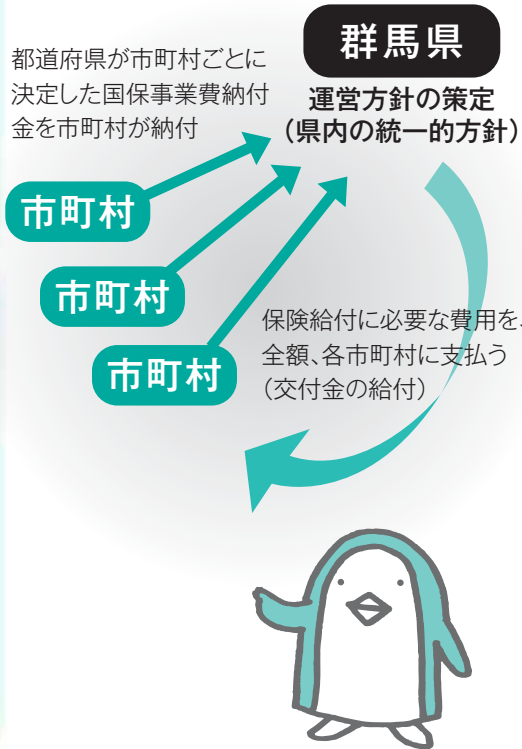 群馬県
運営方針の策定
(県内の統一的方針)
都道府県が市町村ごとに
決定した国保事業費納付
金を市町村が納付
市町村
市町村
市町村
保険給付に必要な費用を、
全額、各市町村に支払う
(交付金の給付)